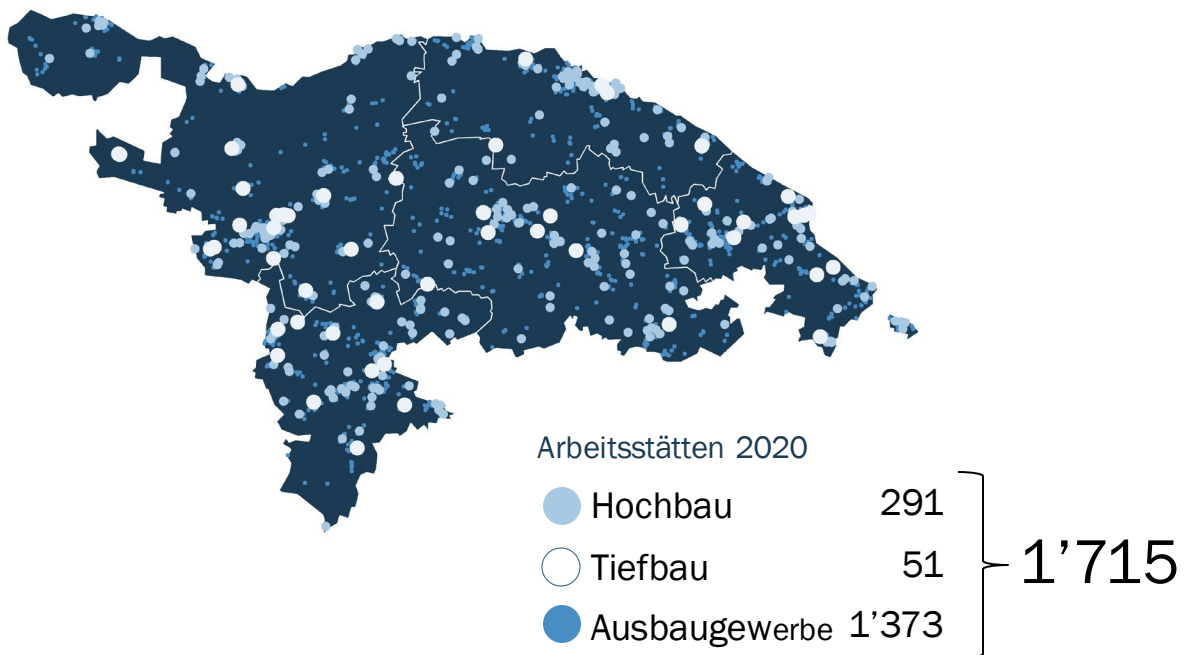 Arbeitsstätten 2020
Hochbau 291
Tiefbau 51
Ausbaugewerbe 1’373
1’715